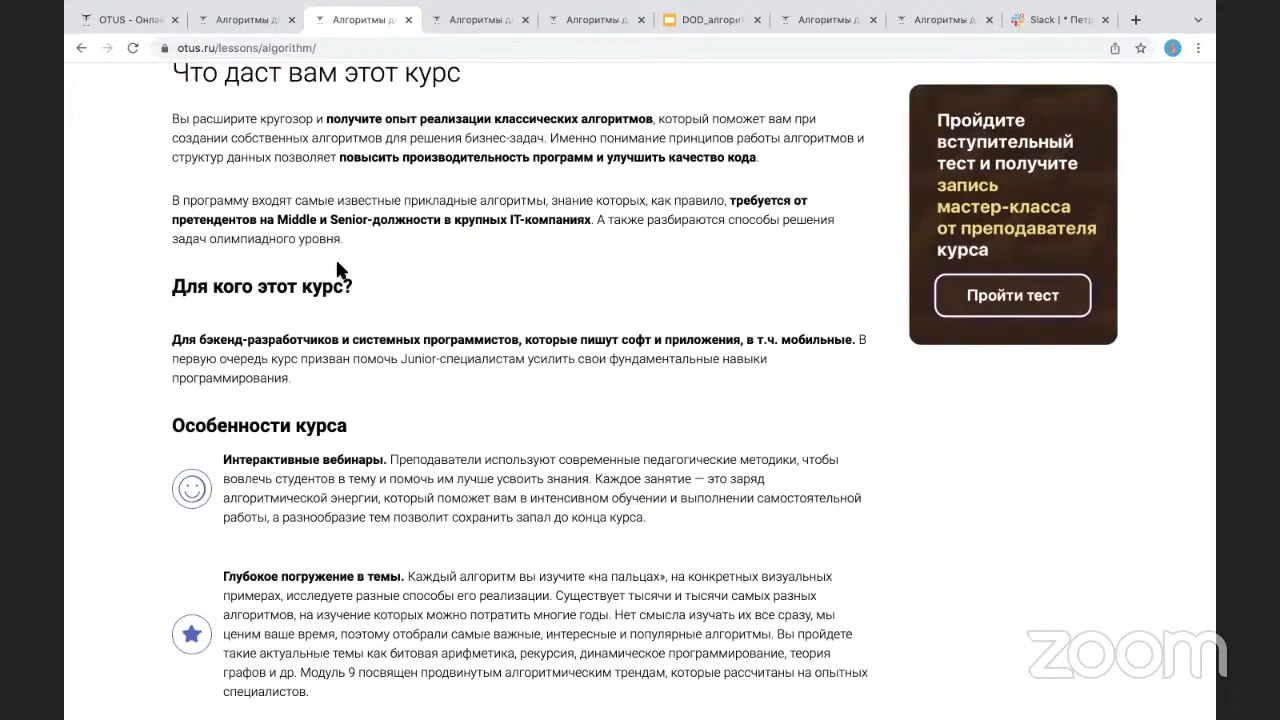 OTUS - Онлай
Алгоритмы д
Алгоритмы д
Алгоритмы д
Алгоритмы д
DOD_алгорит
Алгоритмы д
Алгоритмы д
Slack | * Петр
otus.ru/lessons/algorithm/
Что даст вам этот курс
Вы расширите кругозор и получите опыт реализации классических алгоритмов, который поможет вам при
создании собственных алгоритмов для решения бизнес-задач. Именно понимание принципов работы алгоритмов и
структур данных позволяет повысить производительность программ и улучшить качество кода.
В программу входят самые известные прикладные алгоритмы, знание которых, как правило, требуется от
претендентов на Middle и Senior-должности в крупных IT-компаниях. А также разбираются способы решения
задач олимпиадного уровня.
Для кого этот курс?
Для бэкенд-разработчиков и системных программистов, которые пишут софт и приложения, в т.ч. мобильные. В
первую очередь курс призван помочь Junior-специалистам усилить свои фундаментальные навыки
программирования.
Особенности курса
Интерактивные вебинары. Преподаватели используют современные педагогические методики, чтобы
вовлечь студентов в тему и помочь им лучше усвоить знания. Каждое занятие — это заряд
алгоритмической энергии, который поможет вам в интенсивном обучении и выполнении самостоятельной
работы, а разнообразие тем позволит сохранить запал до конца курса.
Глубокое погружение в темы. Каждый алгоритм вы изучите «на пальцах», на конкретных визуальных
примерах, исследуете разные способы его реализации. Существует тысячи и тысячи самых разных
алгоритмов, на изучение которых можно потратить многие годы. Нет смысла изучать их все сразу, мы
ценим ваше время, поэтому отобрали самые важные, интересные и популярные алгоритмы. Вы пройдете
такие актуальные темы как битовая арифметика, рекурсия, динамическое программирование, теория
графов и др. Модуль 9 посвящен продвинутым алгоритмическим трендам, которые рассчитаны на опытных
специалистов.
Пройдите
вступительный
тест и получите
запись
мастер-класса
от преподавателя
курса
Пройти тест
zoom